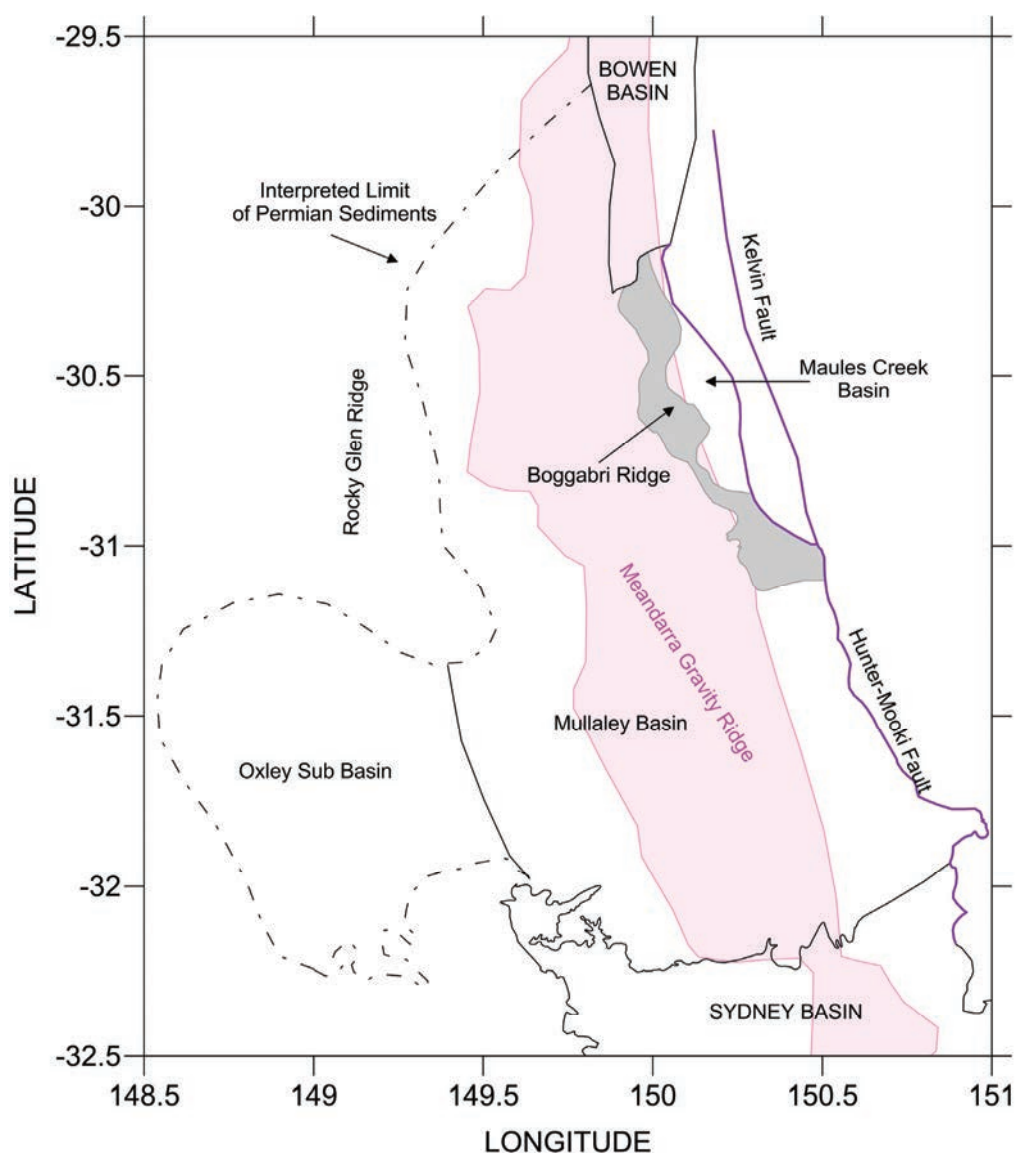 -29.5
BOWEN
BASIN
Interpreted Limit
of Permian Sediments
-30
Kelvin Fault
-30.5
Maules Creek
Basin
Rocky Glen Ridge
Boggabri Ridge
LATITUDE
-31
Meandarra Gravity Ridge
Hunter-Mooki Fault
-31.5
Mullaley Basin
Oxley Sub Basin
-32
SYDNEY BASIN
-32.5
148.5
149
149.5
150
150.5
151
LONGITUDE